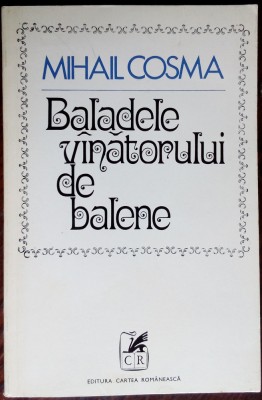 MIHAIL COSMA
Baladele
vînătorului
de
balene
CR
EDITURA CARTEA ROMÂNEASCĂ